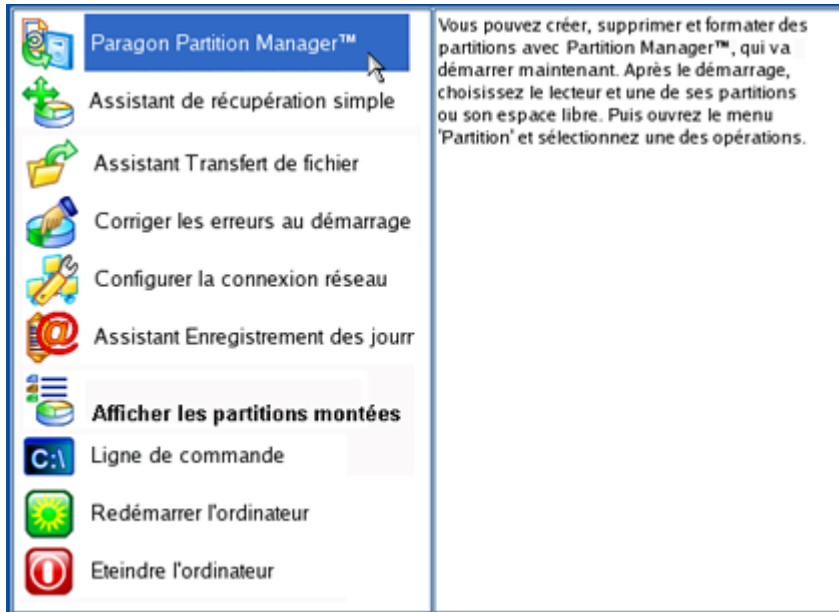 Paragon Partition Manager™
Assistant de récupération simple
Assistant Transfert de fichier
Corriger les erreurs au démarrage
Configurer la connexion réseau
Assistant Enregistrement des jourr
Afficher les partitions montées
C:\
Ligne de commande
Redémarrer l'ordinateur
Eteindre l'ordinateur
Vous pouvez créer, supprimer et formater des
partitions avec Partition Manager™, qui va
démarrer maintenant. Après le démarrage,
choisissez le lecteur et une de ses partitions
ou son espace libre. Puis ouvrez le menu
'Partition' et sélectionnez une des opérations.